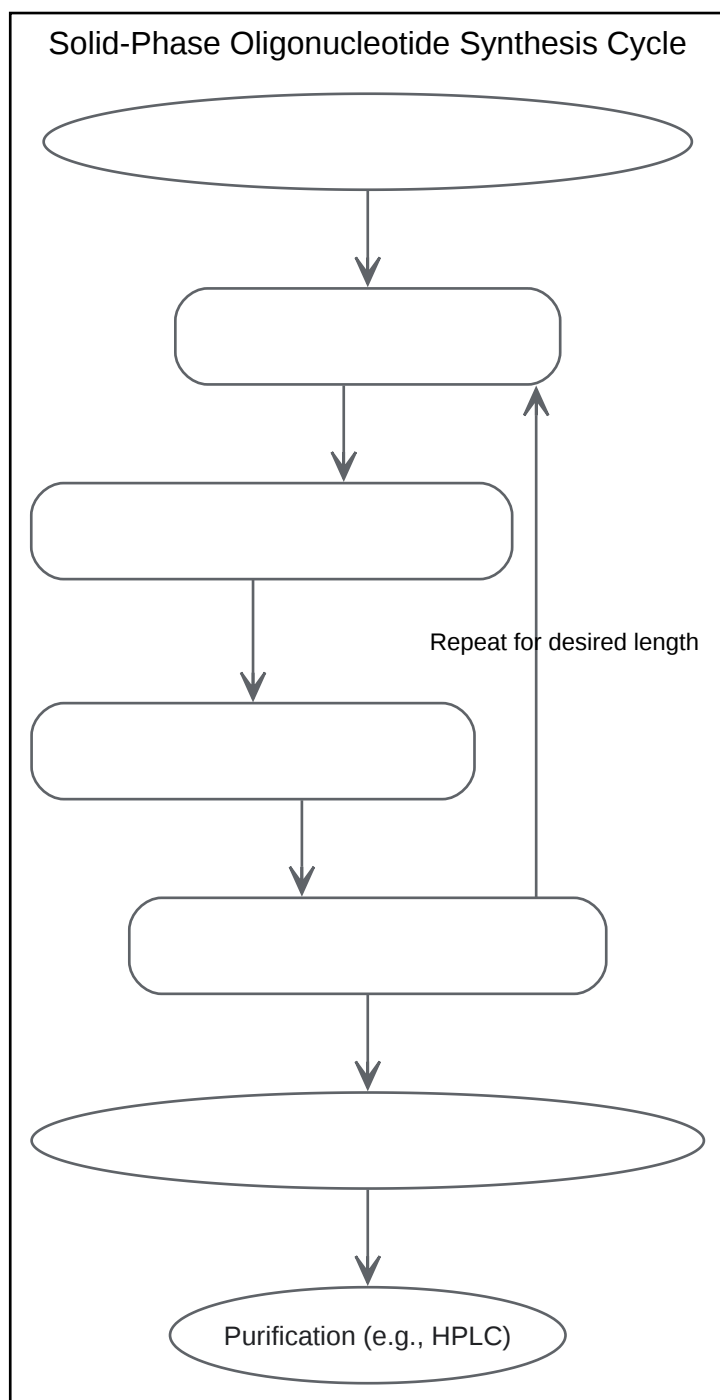 Solid-Phase Oligonucleotide Synthesis Cycle
Repeat for desired length
Purification (e.g., HPLC)